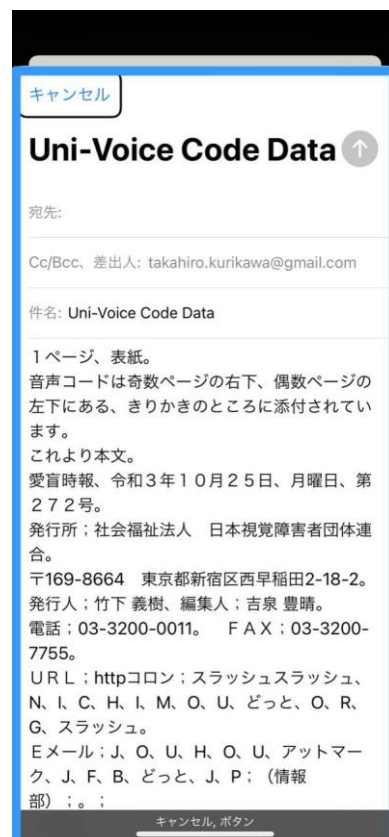 キャンセル
Uni-Voice Code Data
宛先:
Cc/Bcc、差出人: takahiro.kurikawa@gmail.com
件名: Uni-Voice Code Data
１ページ、表紙。
音声コードは奇数ページの右下、偶数ページの
左下にある、きりかきのところに添付されてい
ます。
これより本文。
愛盲時報、令和３年１０月２５日、月曜日、第
２７２号。
発行所；社会福祉法人　日本視覚障害者団体連
合。
〒169-8664　東京都新宿区西早稲田2-18-2。
発行人；竹下 義樹、編集人；吉泉 豊晴。
電話；03-3200-0011。　ＦＡＸ；03-3200-
7755。
ＵＲＬ；httpコロン；スラッシュスラッシュ、
N、I、C、H、I、M、O、U、どっと、O、R、
G、スラッシュ。
Ｅメール；J、O、U、H、O、U、アットマー
ク、J、F、B、どっと、J、P；（情報
部）；。；
キャンセル, ボタン